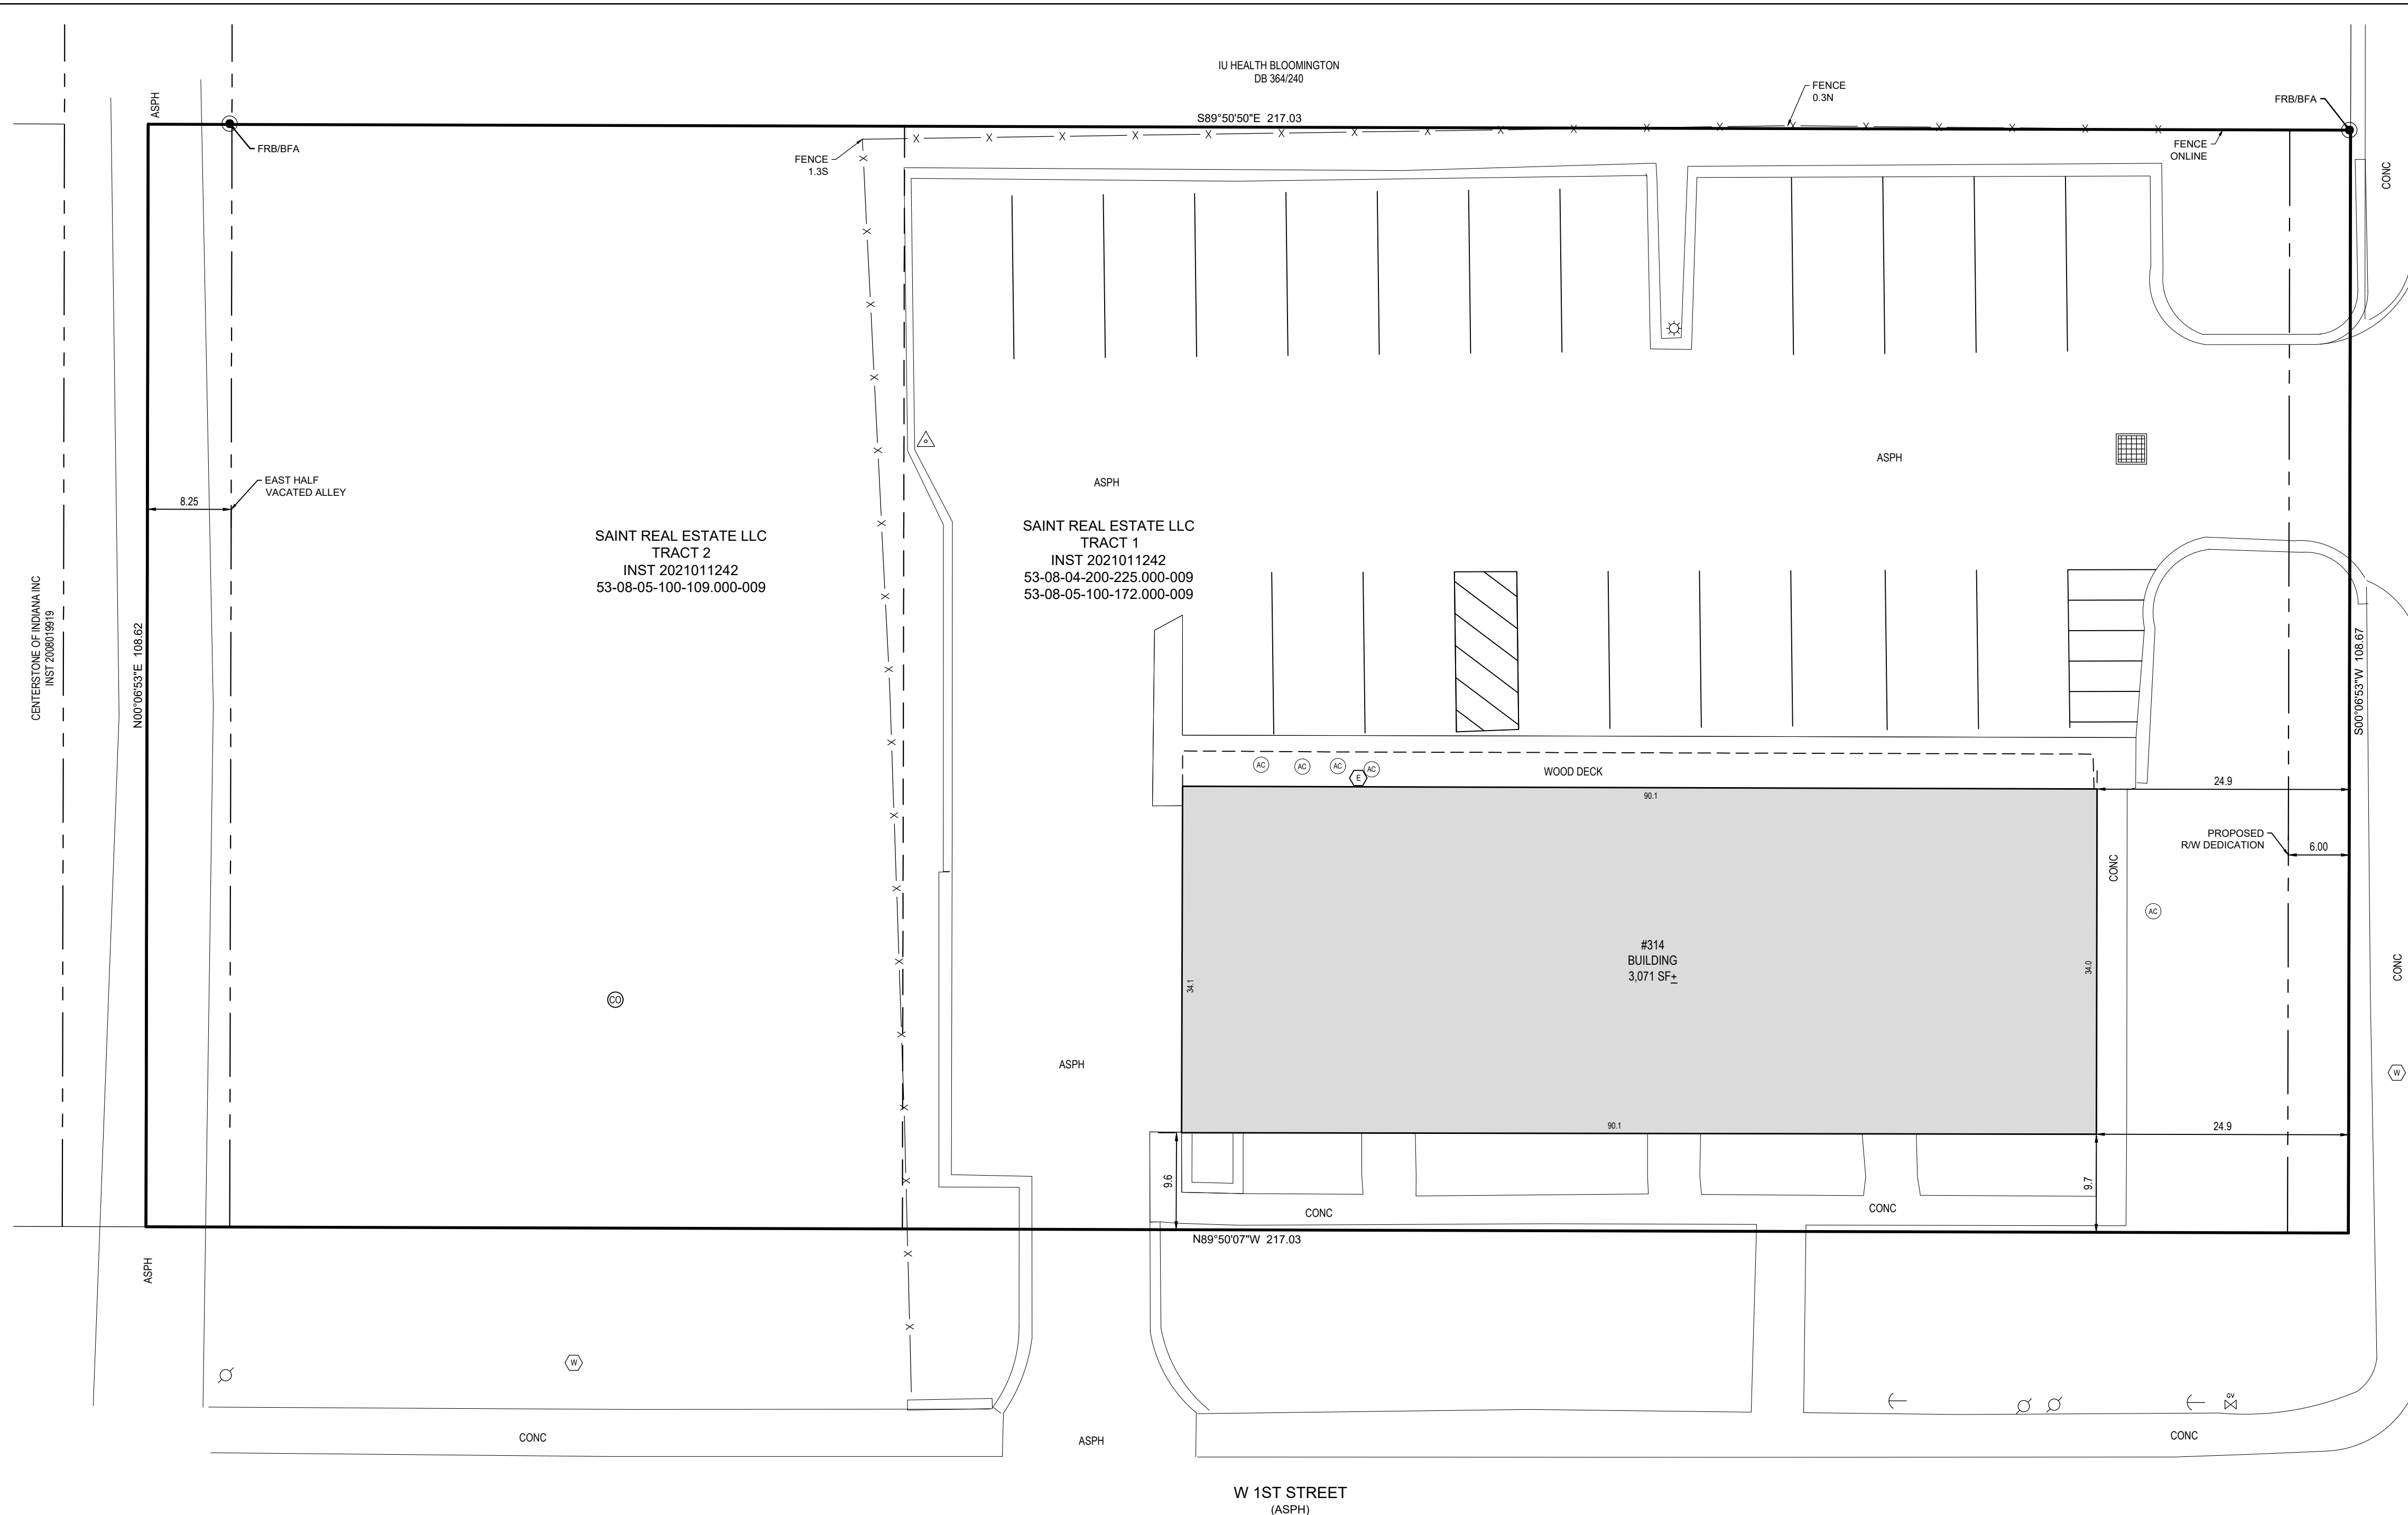 IU HEALTH BLOOMINGTON
DB 364/240
FENCE
0.3N
FRB/BFA
ASPH
S89°50'50"E 217.03
FRB/BFA
FENCE
1.3S
FENCE
ONLINE
CONC
ASPH
ASPH
EAST HALF
VACATED ALLEY
8.25
SAINT REAL ESTATE LLC
TRACT 2
INST 2021011242
53-08-05-100-109.000-009
SAINT REAL ESTATE LLC
TRACT 1
INST 2021011242
53-08-04-200-225.000-009
53-08-05-100-172.000-009
CENTERSTONE OF INDIANA INC
INST 2008019919
N00°06'53"E 108.62
S00°06'53"W 108.67
AC
AC
AC
AC
E
WOOD DECK
24.9
90.1
PROPOSED
R/W DEDICATION
6.00
CONC
AC
#314
BUILDING
3,071 SF±
34.1
34.0
CONC
CO
ASPH
W
90.1
24.9
9.6
9.7
CONC
CONC
N89°50'07"W 217.03
ASPH
W
GV
CONC
ASPH
CONC
W 1ST STREET
(ASPH)